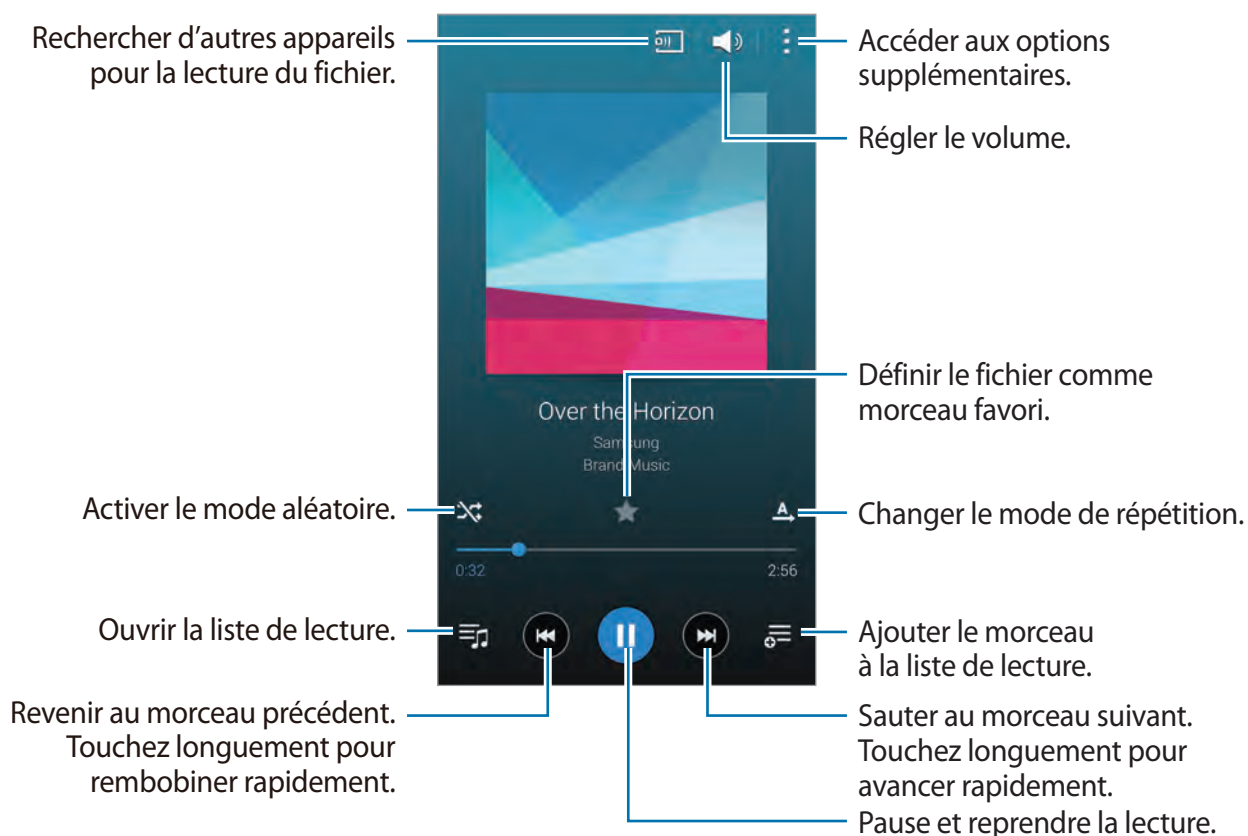 Rechercher d'autres appareils
pour la lecture du fichier.
Accéder aux options
supplémentaires.
Régler le volume.
Définir le fichier comme
morceau favori.
Over the Horizon
Samsung
Brand Music
Activer le mode aléatoire.
A
Changer le mode de répétition.
0:32
2:56
Ouvrir la liste de lecture.
Ajouter le morceau
à la liste de lecture.
Revenir au morceau précédent.
Touchez longuement pour
rembobiner rapidement.
Sauter au morceau suivant.
Touchez longuement pour
avancer rapidement.
Pause et reprendre la lecture.